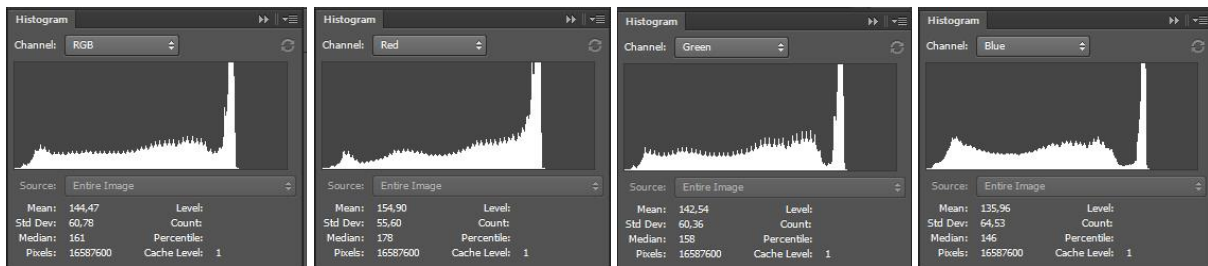 Histogram
Channel: RGB
Source: Entire Image
Mean: 144,47 Level:
Std Dev: 60,78 Count:
Median: 161 Percentile:
Pixels: 16587600 Cache Level: 1
Histogram
Channel: Red
Source: Entire Image
Mean: 154,90 Level:
Std Dev: 55,60 Count:
Median: 178 Percentile:
Pixels: 16587600 Cache Level: 1
Histogram
Channel: Green
Source: Entire Image
Mean: 142,54 Level:
Std Dev: 60,36 Count:
Median: 158 Percentile:
Pixels: 16587600 Cache Level: 1
Histogram
Channel: Blue
Source: Entire Image
Mean: 135,96 Level:
Std Dev: 64,53 Count:
Median: 146 Percentile:
Pixels: 16587600 Cache Level: 1